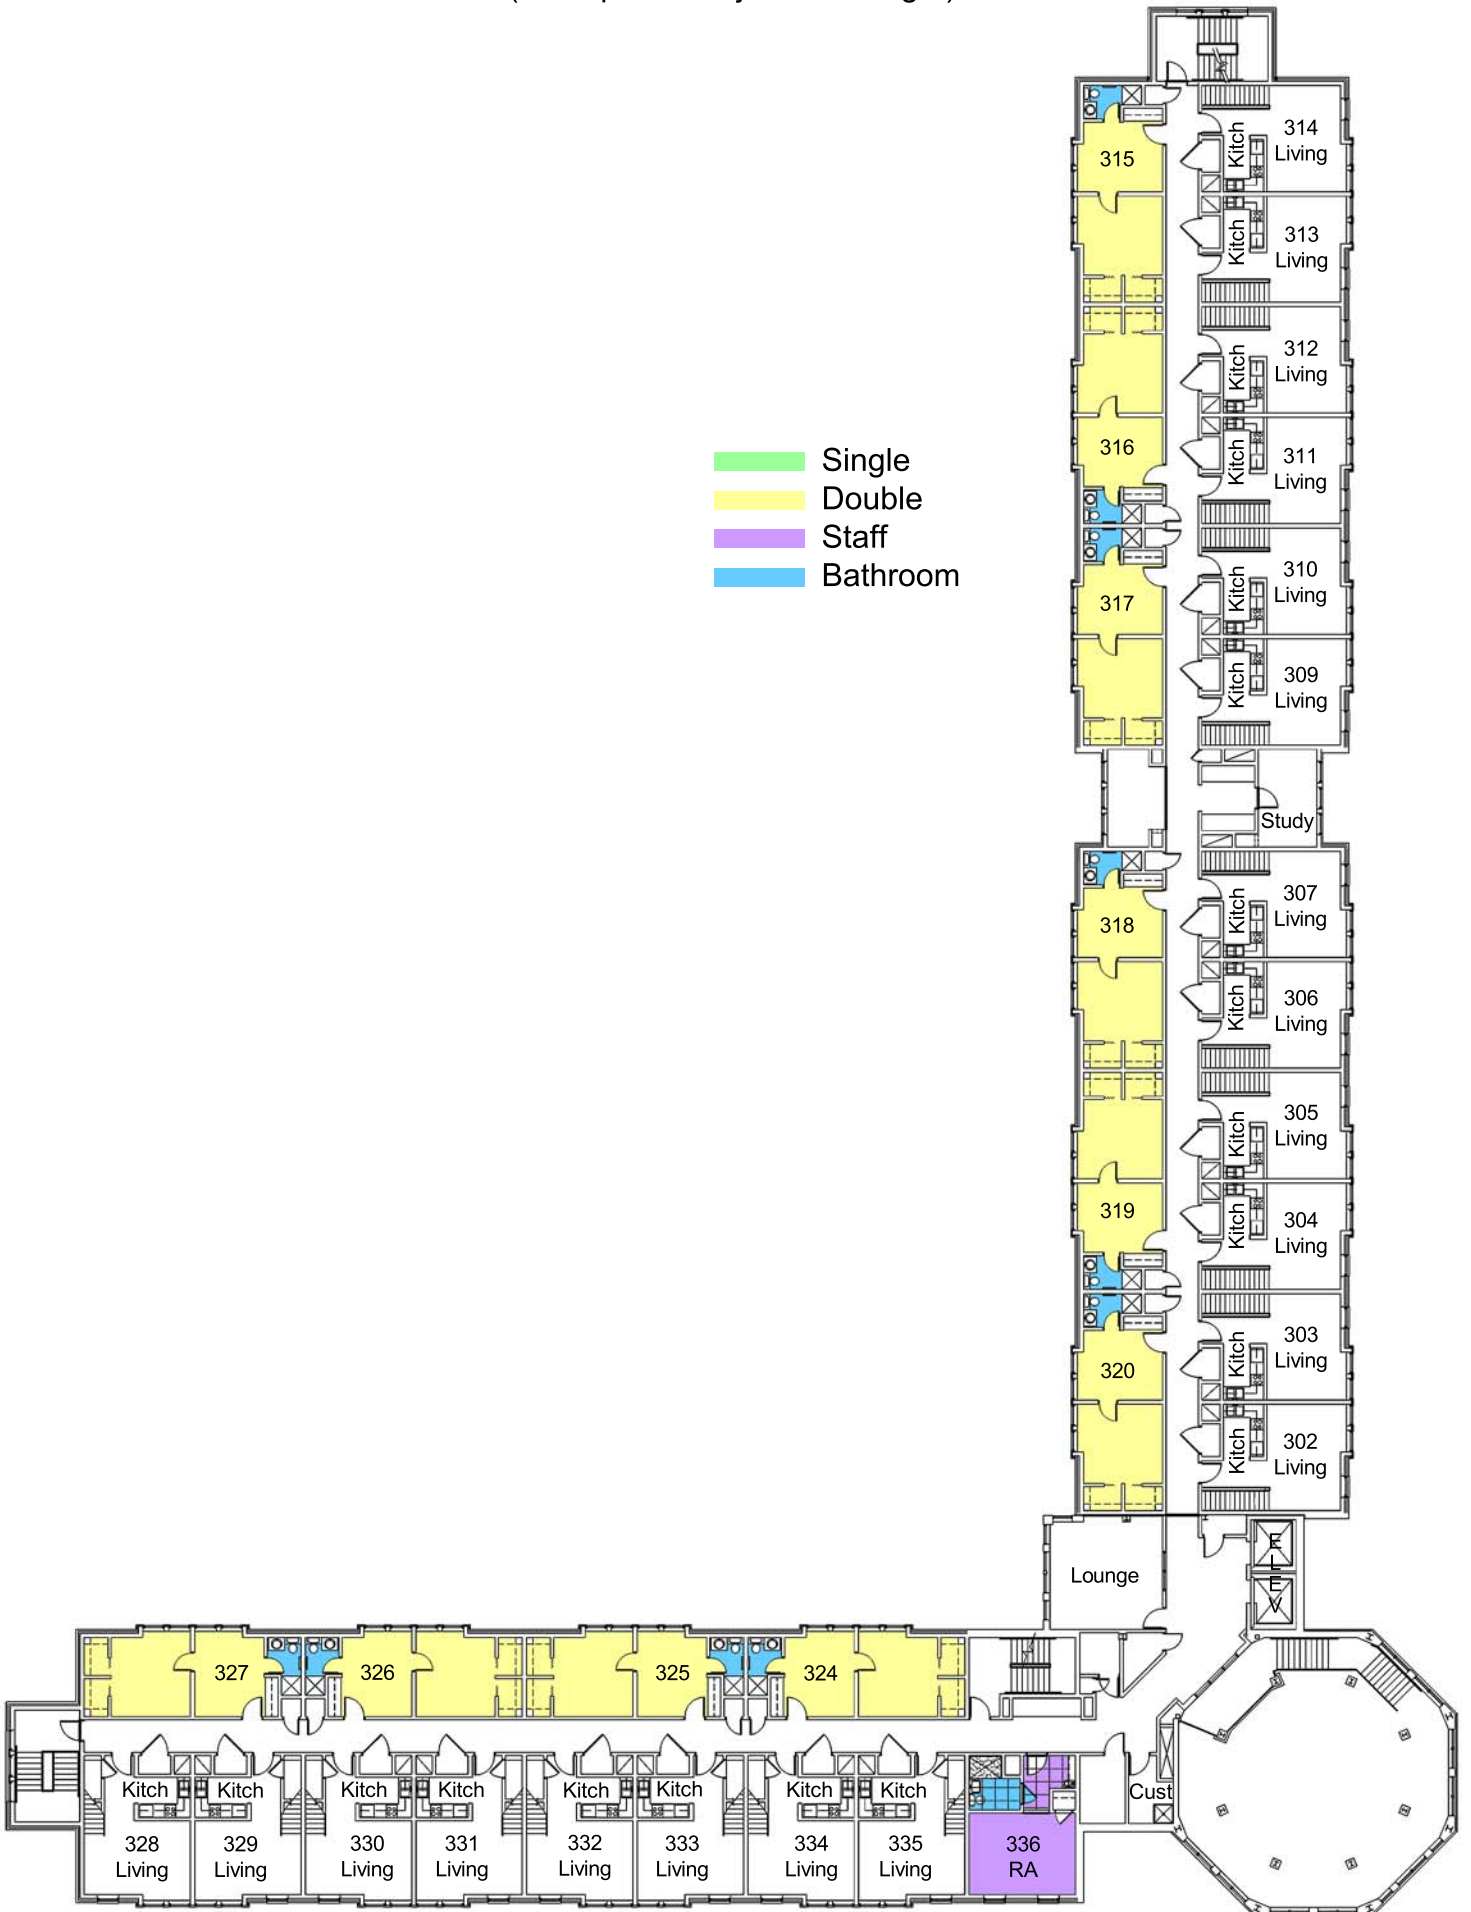 314
Living
Kitch
315
313
Living
Kitch
312
Living
Kitch
316
311
Living
Kitch
Single
Double
Staff
Bathroom
310
Living
Kitch
317
309
Living
Kitch
Study
307
Living
Kitch
318
306
Living
Kitch
305
Living
Kitch
319
304
Living
Kitch
303
Living
Kitch
320
302
Living
Kitch
Lounge
ELEV
327
326
325
324
Kitch
Kitch
Kitch
Kitch
Kitch
Kitch
Kitch
Kitch
Cust
328
Living
329
Living
330
Living
331
Living
332
Living
333
Living
334
Living
335
Living
336
RA